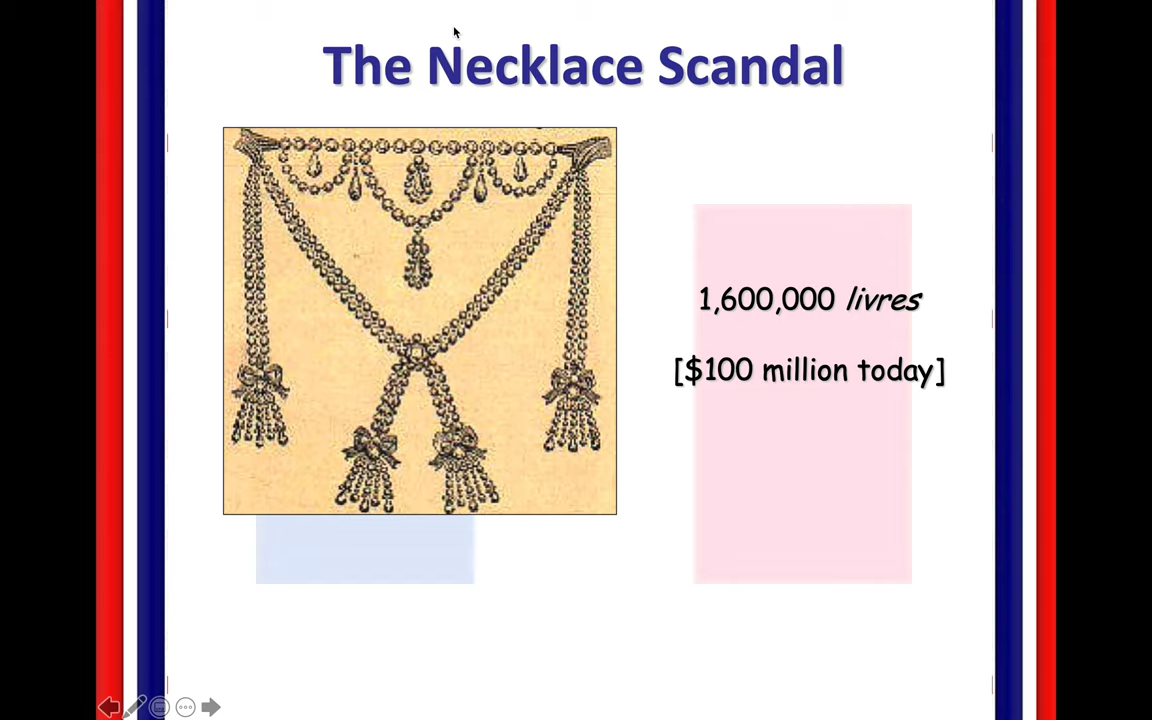 The Necklace Scandal
1,600,000 livres
[$100 million today]